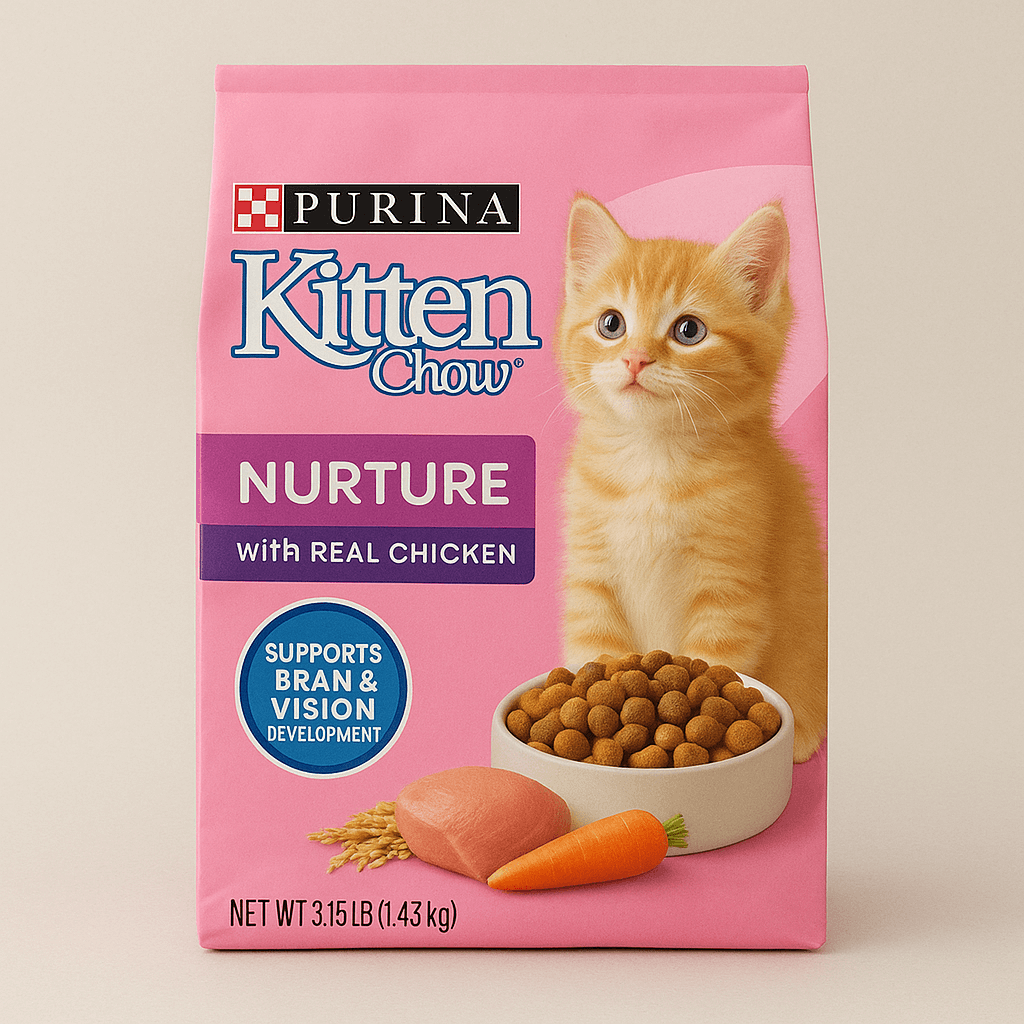 PURINA
Kitten
Chow®
NURTURE
with REAL CHICKEN
SUPPORTS
BRAN &
VISION
DEVELOPMENT
NET WT 3.15 LB (1.43 kg)